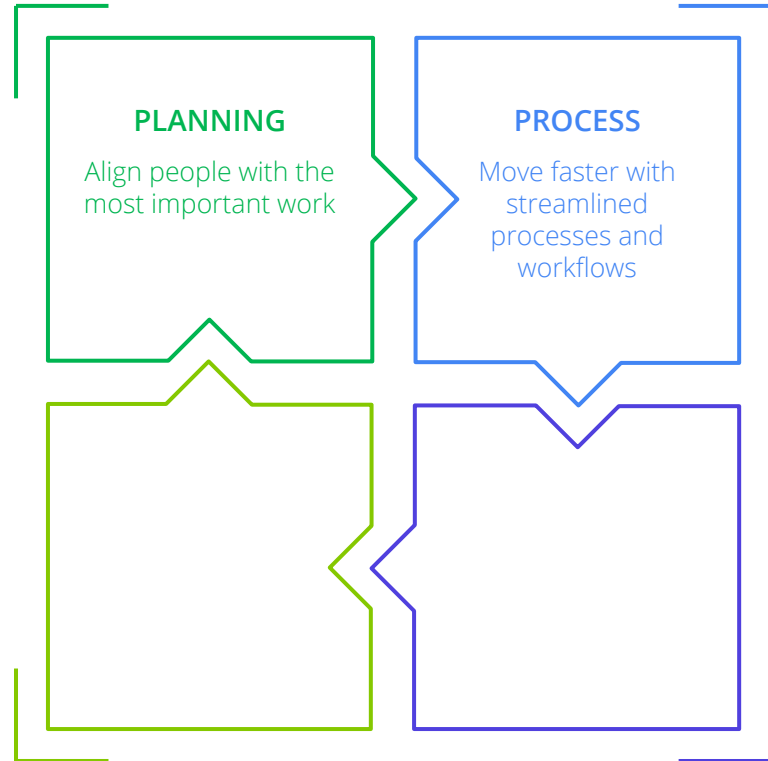 PLANNING
Align people with the
most important work
PROCESS
Move faster with
streamlined
processes and
workflows